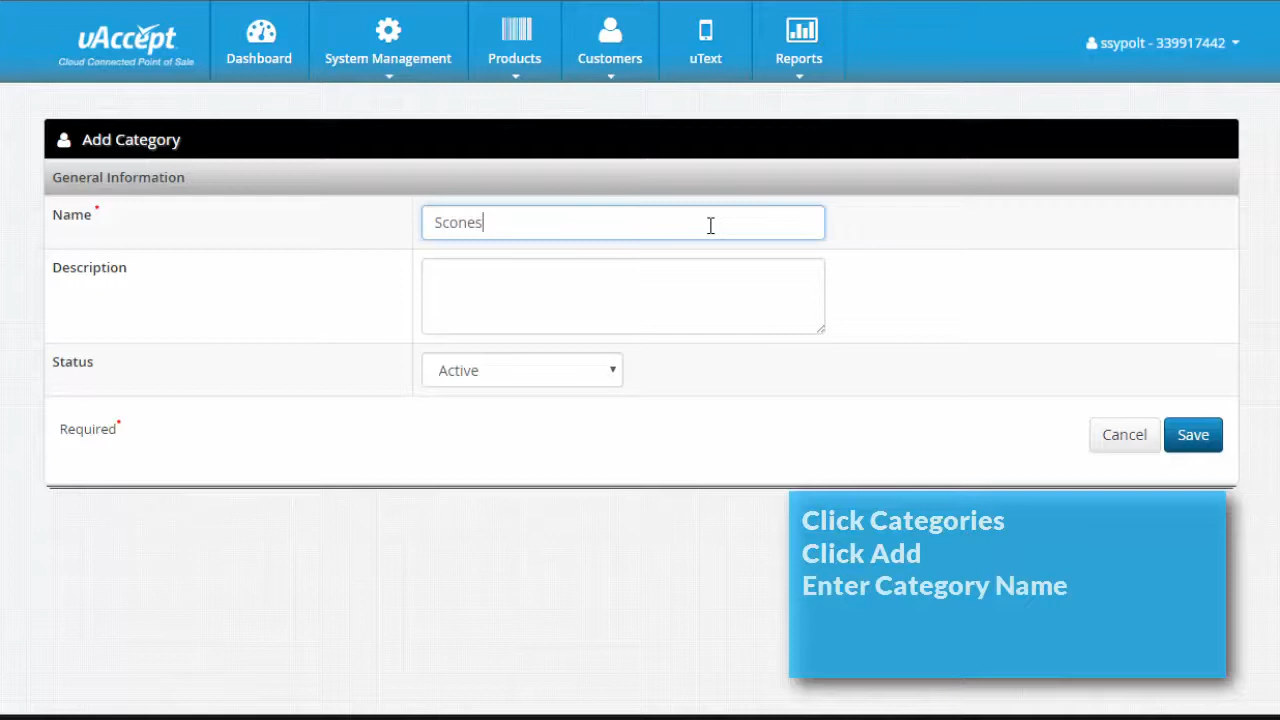 uAccept
Cloud Connected Point of Sale
Dashboard
System Management
Products
Customers
uText
Reports
ssypolt - 339917442
Add Category
General Information
Name *
Scones
Description
Status
Active
Required*
Cancel
Save
Click Categories
Click Add
Enter Category Name